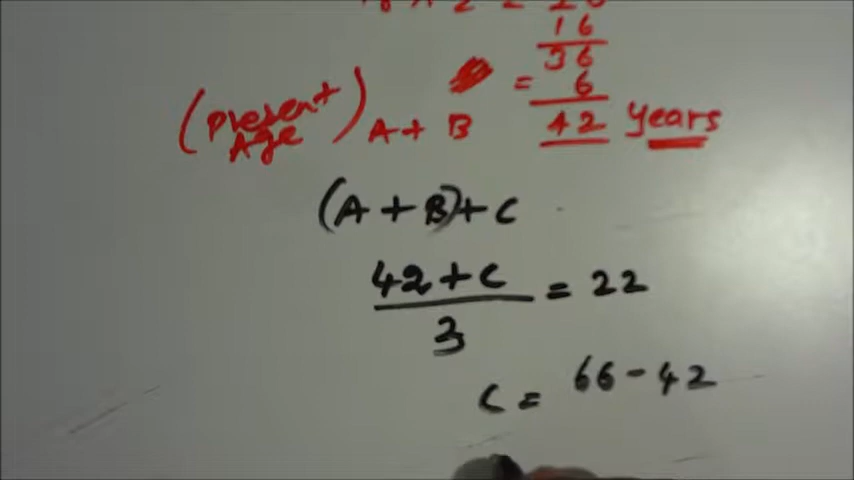 16
36
= 6
(Present Age) A + B 42 years
(A + B) + C
42 + C
= 22
3
C = 66 - 42